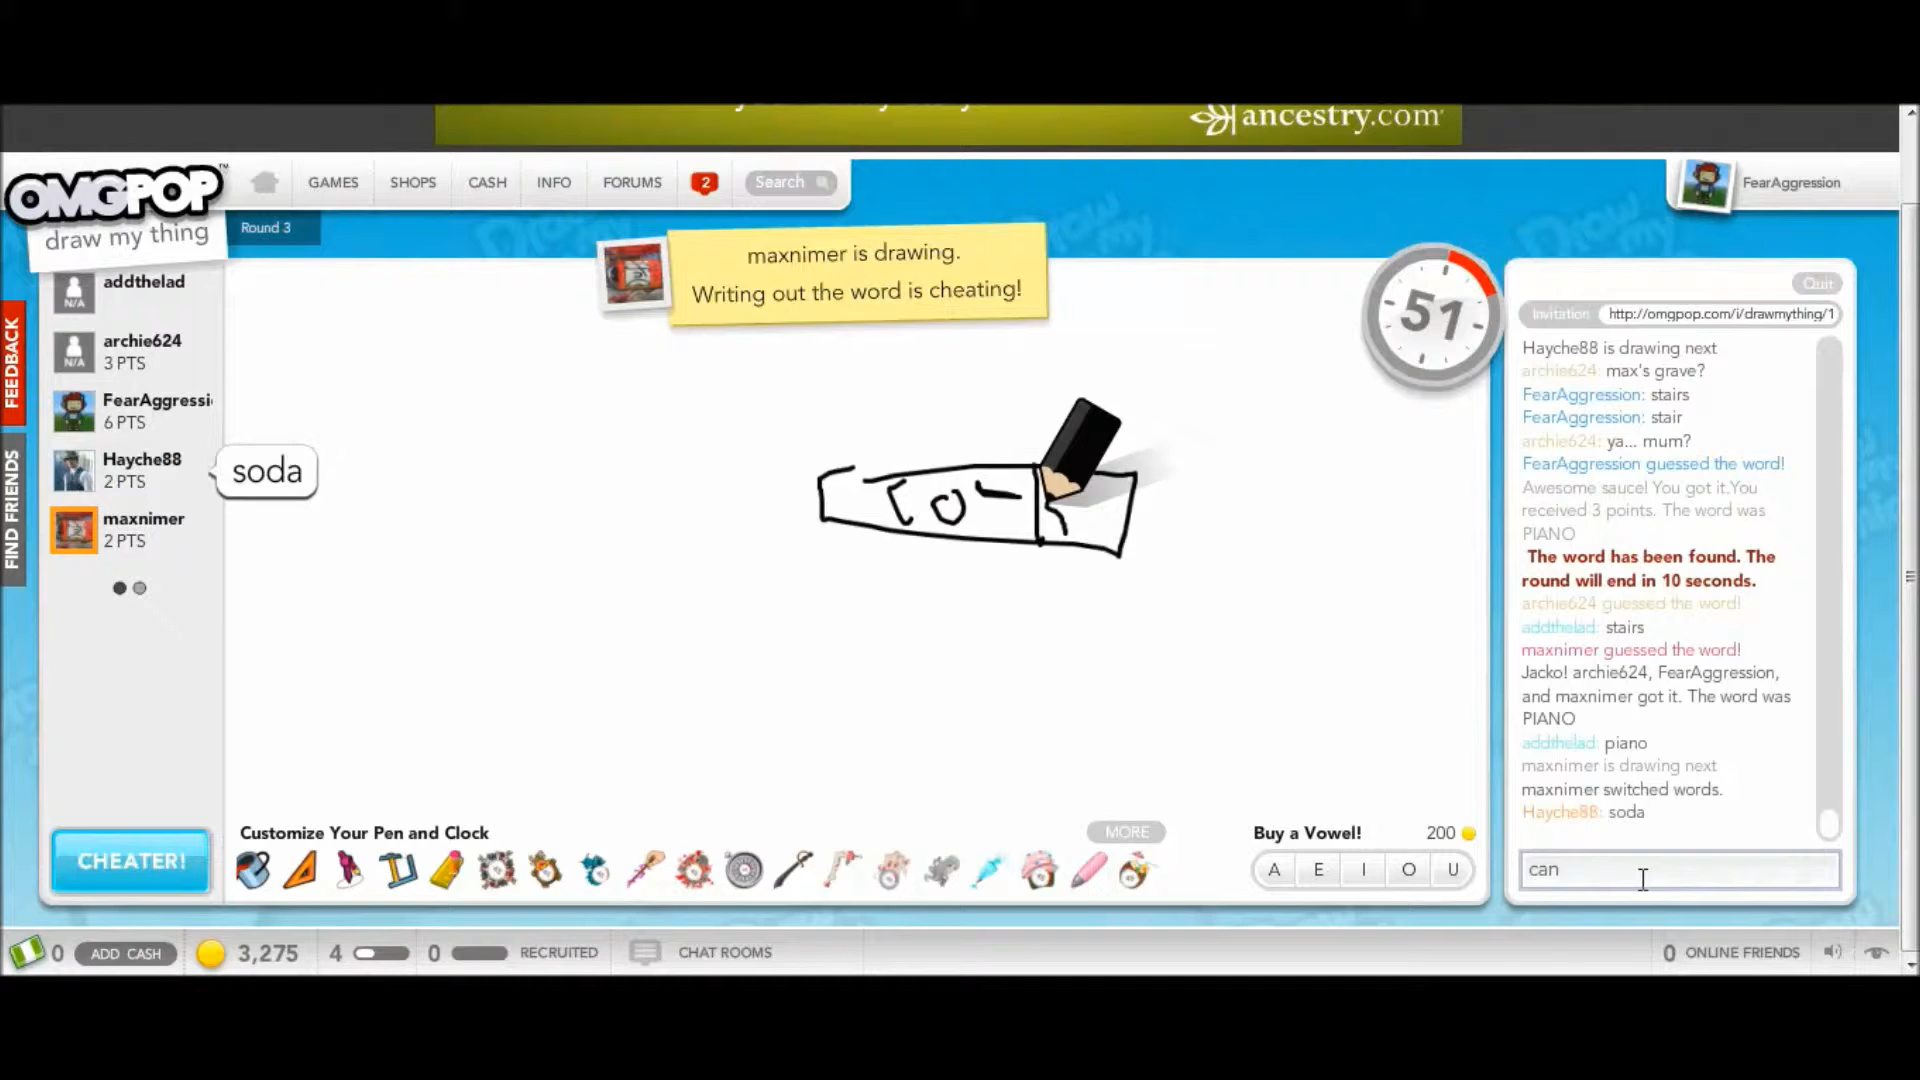 ancestry.com
OMGPOP™
draw my thing
GAMES
SHOPS
CASH
INFO
FORUMS
2
Search
FearAggression
Round 3
maxnimer is drawing.
Writing out the word is cheating!
51
FEEDBACK
FIND FRIENDS
N/A
addthelad
N/A
archie624
3 PTS
FearAggressi
6 PTS
Hayche88
2 PTS
soda
maxnimer
2 PTS
CHEATER!
Quit
Invitation http://omgpop.com/i/drawmything/1
Hayche88 is drawing next
archie624: max's grave?
FearAggression: stairs
FearAggression: stair
archie624: ya... mum?
FearAggression guessed the word!
Awesome sauce! You got it.You
received 3 points. The word was
PIANO
The word has been found. The
round will end in 10 seconds.
archie624 guessed the word!
addthelad: stairs
maxnimer guessed the word!
Jacko! archie624, FearAggression,
and maxnimer got it. The word was
PIANO
addthelad: piano
maxnimer is drawing next
maxnimer switched words.
Hayche88: soda
can
Customize Your Pen and Clock
MORE
Buy a Vowel!
200
A E I O U
0 ADD CASH 3,275 4 0 RECRUITED CHAT ROOMS
0 ONLINE FRIENDS